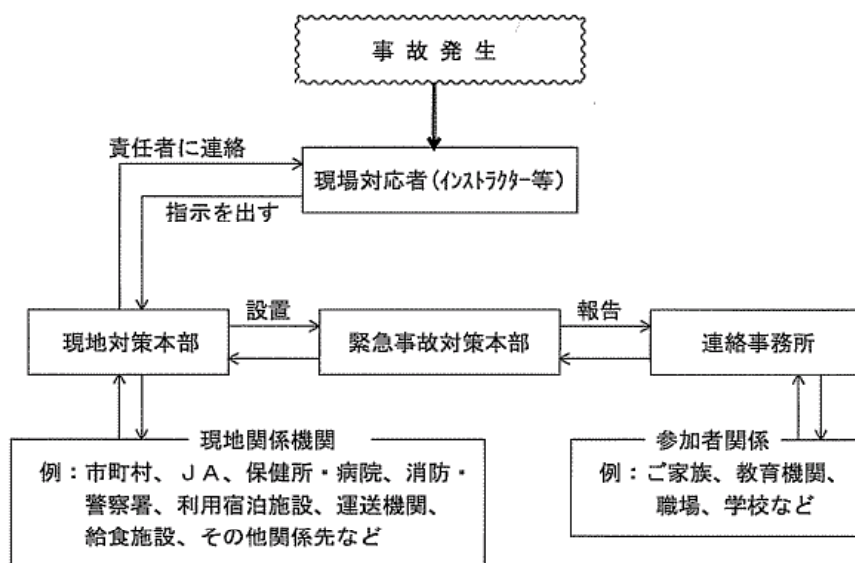 事故発生
責任者に連絡
現場対応者(インストラクター等)
指示を出す
設置
報告
現地対策本部
緊急事故対策本部
連絡事務所
現地関係機関
例：市町村、ＪＡ、保健所・病院、消防・
警察署、利用宿泊施設、運送機関、
給食施設、その他関係先など
参加者関係
例：ご家族、教育機関、
職場、学校など